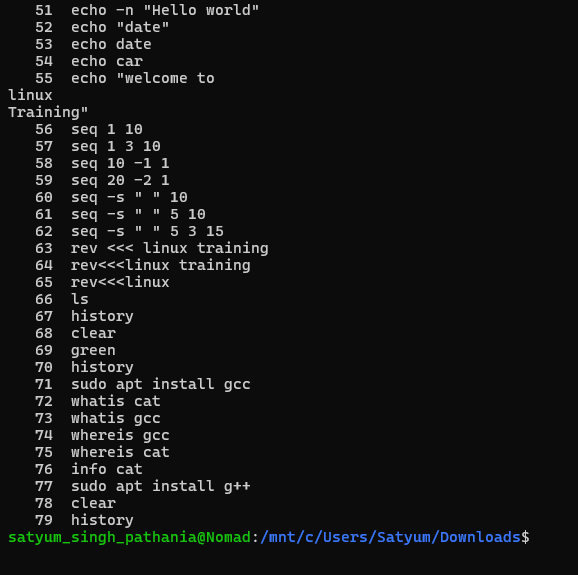 51  echo -n "Hello world"
52  echo "date"
53  echo date
54  echo car
55  echo "welcome to
linux
Training"
56  seq 1 10
57  seq 1 3 10
58  seq 10 -1 1
59  seq 20 -2 1
60  seq -s " " 10
61  seq -s " " 5 10
62  seq -s " " 5 3 15
63  rev <<< linux training
64  rev<<<linux training
65  rev<<<linux
66  ls
67  history
68  clear
69  green
70  history
71  sudo apt install gcc
72  whatis cat
73  whatis gcc
74  whereis gcc
75  whereis cat
76  info cat
77  sudo apt install g++
78  clear
79  history
satyum_singh_pathania@Nomad:/mnt/c/Users/Satyum/Downloads$